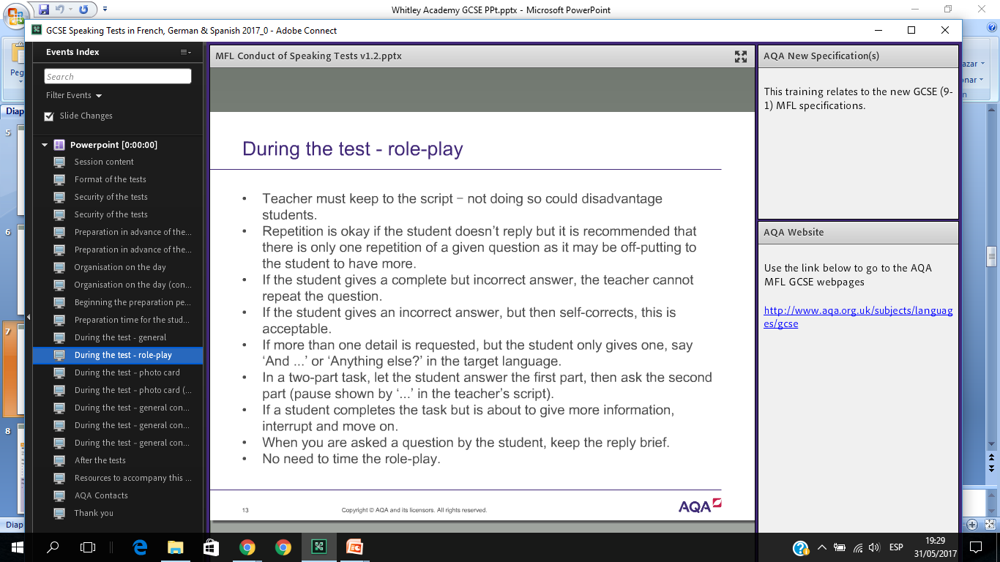 Whitley Academy GCSE PPt.pptx - Microsoft PowerPoint
GCSE Speaking Tests in French, German & Spanish 2017_0 - Adobe Connect
Peg
Diap
5
6
7
8
Diap
Events Index
Search
Filter Events
Slide Changes
Powerpoint [0:00:00]
Session content
Format of the tests
Security of the tests
Security of the tests
Preparation in advance of the...
Preparation in advance of the...
Organisation on the day
Organisation on the day (con...
Beginning the preparation pe...
Preparation time for the stud...
During the test - general
During the test - role-play
During the test – photo card
During the test – photo card (...
During the test – general con...
During the test – general con...
During the test – general con...
After the tests
Resources to accompany this ...
AQA Contacts
Thank you
MFL Conduct of Speaking Tests v1.2.pptx
During the test - role-play
• Teacher must keep to the script – not doing so could disadvantage
students.
• Repetition is okay if the student doesn’t reply but it is recommended that
there is only one repetition of a given question as it may be off-putting to
the student to have more.
• If the student gives a complete but incorrect answer, the teacher cannot
repeat the question.
• If the student gives an incorrect answer, but then self-corrects, this is
acceptable.
• If more than one detail is requested, but the student only gives one, say
‘And ...’ or ‘Anything else?’ in the target language.
• In a two-part task, let the student answer the first part, then ask the second
part (pause shown by ‘...’ in the teacher’s script).
• If a student completes the task but is about to give more information,
interrupt and move on.
• When you are asked a question by the student, keep the reply brief.
• No need to time the role-play.
13
Copyright © AQA and its licensors. All rights reserved.
AQA
AQA New Specification(s)
This training relates to the new GCSE (9-
1) MFL specifications.
AQA Website
Use the link below to go to the AQA
MFL GCSE webpages
http://www.aqa.org.uk/subjects/languag
es/gcse
azar
onar
ESP
19:29
31/05/2017